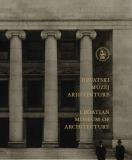 HRVATSKI
MUZEJ
ARHITEKTURE
CROATIAN
MUSEUM OF
ARCHITECTURE